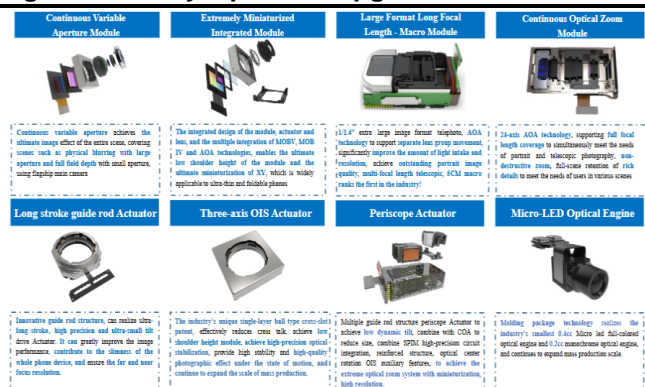 Continuous Variable
Aperture Module
Extremely Miniaturized
Integrated Module
Large Format Long Focal
Length - Macro Module
Continuous Optical Zoom
Module
Continuous variable aperture achieves the
ultimate image effect of the entire scene, covering
scenes such as physical blurring with large
aperture and full field depth with small aperture,
using flagship main camera
The integrated design of the module, actuator and
lens, and the multiple integration of MOBV, MOB
IV and AOA technologies, enables the ultimate
low shoulder height of the module and the
ultimate miniaturization of XY, which is widely
applicable to ultra-thin and foldable phones
1/1.4" extra large image format telephoto, AOA
technology to support separate lens group movement,
significantly improve the amount of light intake and
resolution, achieve outstanding portrait image
quality, multi-focal length telescopic, 5CM macro
ranks the first in the industry!
24-axis AOA technology, supporting full focal
length coverage to simultaneously meet the needs
of portrait and telescopic photography, non-
destructive zoom, full-scene retention of rich
details to meet the needs of users in various scenes
Long stroke guide rod Actuator
Three-axis OIS Actuator
Periscope Actuator
Micro-LED Optical Engine
Innovative guide rod structure, can realize ultra-
long stroke, high precision and ultra-small tilt
drive Actuator. It can greatly improve the image
performance, contribute to the slimness of the
whole phone device, and ensure the far and near
focus resolution.
The industry's unique single-layer ball type cross-slot
patent, effectively reduces cross talk, achieve low
shoulder height module, achieve high-precision optical
stabilization, provide high stability and high-quality
photographic effect under the state of motion, and
continue to expand the scale of mass production.
Multiple guide rod structure periscope Actuator to
achieve low dynamic tilt, combine with COA to
reduce size, combine SPIM high-precision circuit
integration, reinforced structure, optical center
rotation OIS auxiliary features, to achieve the
extreme optical zoom system with miniaturization,
high resolution.
Molding package technology realizes the
industry's smallest 0.4cc Micro led full-colored
optical engine and 0.2cc monochrome optical engine,
and continues to expand mass production scale.